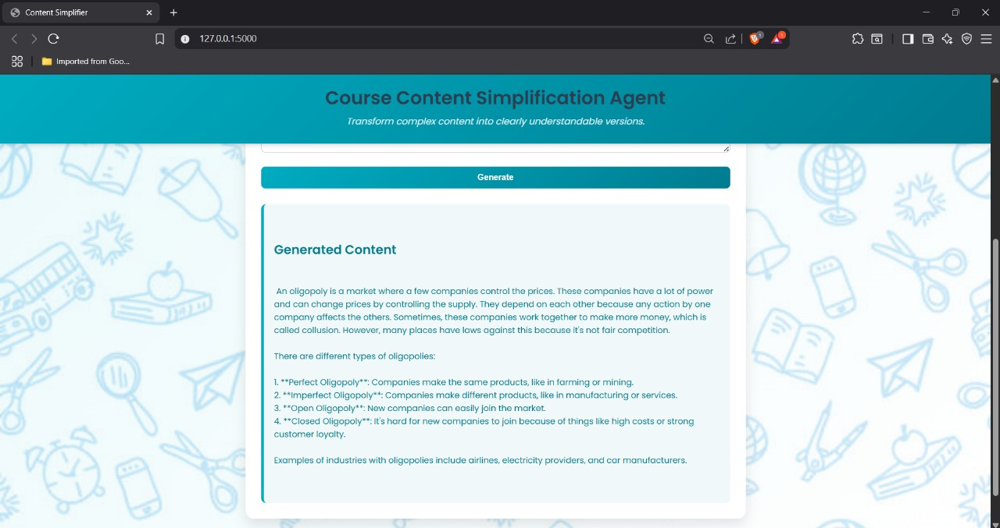 Content Simplifier
127.0.0.1:5000
1
1
Imported from Goo...
Course Content Simplification Agent
Transform complex content into clearly understandable versions.
Generate
Generated Content
An oligopoly is a market where a few companies control the prices. These companies have a lot of power
and can change prices by controlling the supply. They depend on each other because any action by one
company affects the others. Sometimes, these companies work together to make more money, which is
called collusion. However, many places have laws against this because it's not fair competition.
There are different types of oligopolies:
1. **Perfect Oligopoly**: Companies make the same products, like in farming or mining.
2. **Imperfect Oligopoly**: Companies make different products, like in manufacturing or services.
3. **Open Oligopoly**: New companies can easily join the market.
4. **Closed Oligopoly**: It's hard for new companies to join because of things like high costs or strong
customer loyalty.
Examples of industries with oligopolies include airlines, electricity providers, and car manufacturers.